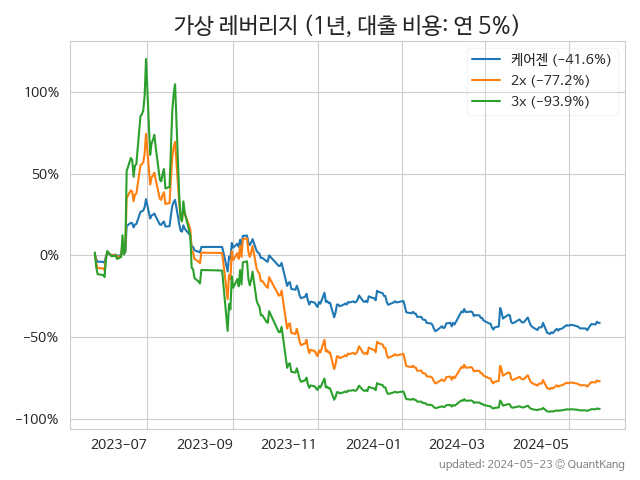 가상 레버리지 (1년, 대출 비용: 연 5%)
케어젠 (−41.6%)
2x (−77.2%)
3x (−93.9%)
100%
50%
0%
−50%
−100%
2023-07 2023-09 2023-11 2024-01 2024-03 2024-05
updated: 2024-05-23 © QuantKang